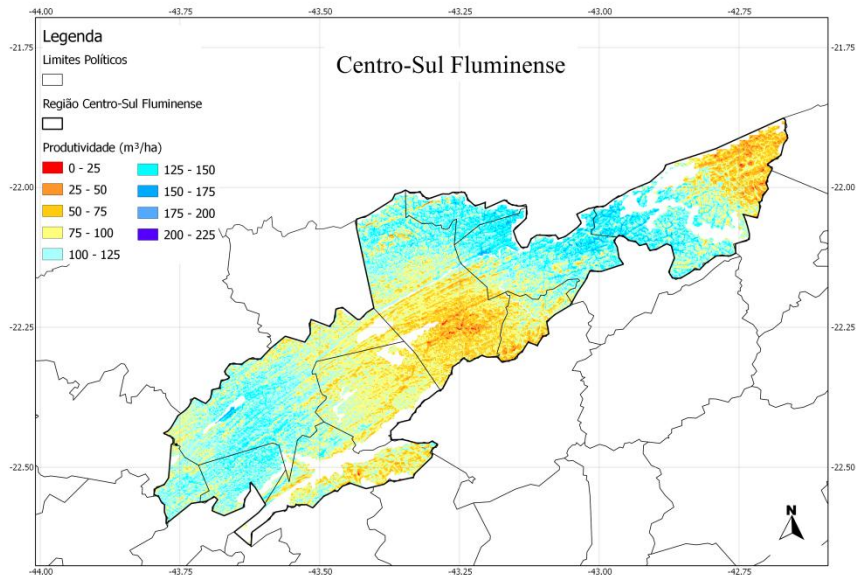 -44.00 -43.75 -43.50 -43.25 -43.00 -42.75
Legenda
Limites Políticos
Região Centro-Sul Fluminense
Produtividade (m³/ha)
0 - 25
25 - 50
50 - 75
75 - 100
100 - 125
125 - 150
150 - 175
175 - 200
200 - 225
Centro-Sul Fluminense
-21.75 -21.75
-22.00 -22.00
-22.25 -22.25
-22.50 -22.50
N
-44.00 -43.75 -43.50 -43.25 -43.00 -42.75